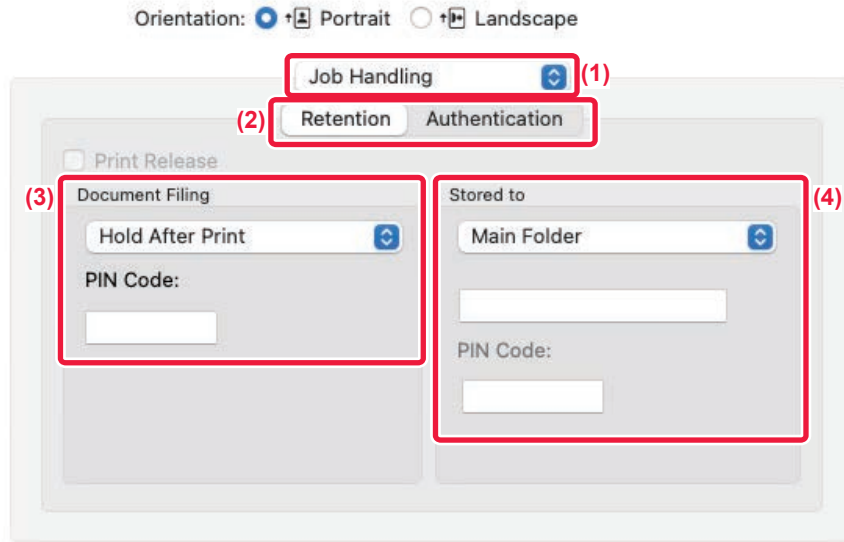 Orientation: Portrait Landscape
Job Handling (1)
(2) Retention Authentication
Print Release
(3) Document Filing Stored to (4)
Hold After Print Main Folder
PIN Code:
PIN Code: